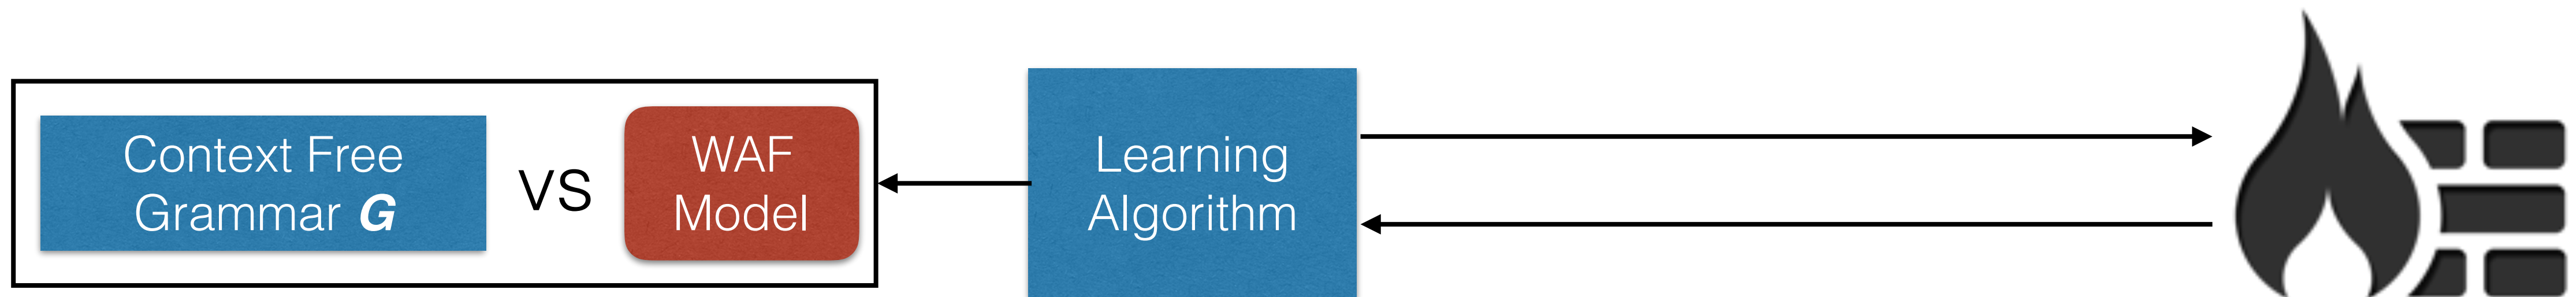 Context Free
Grammar G
VS
WAF
Model
Learning
Algorithm